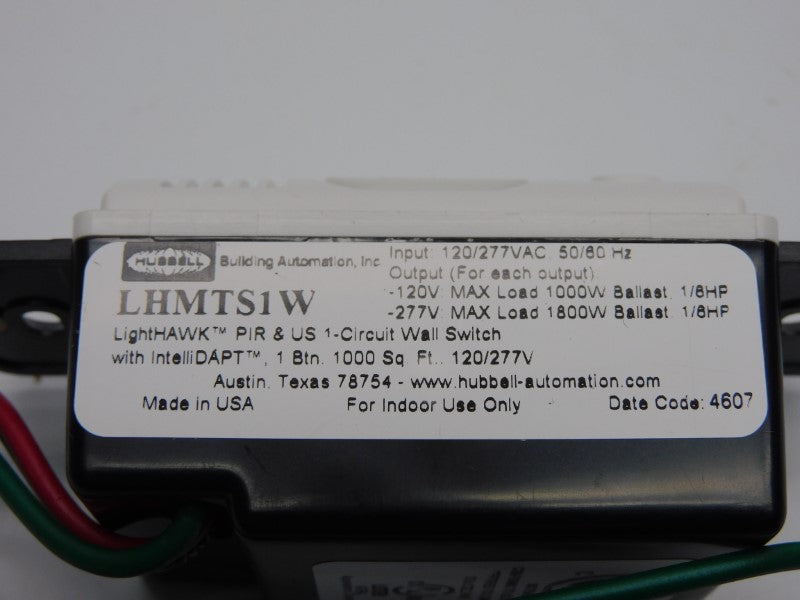 HUBBELL Building Automation, Inc.
LHMTS1W
Input: 120/277VAC, 50/60 Hz
Output (For each output):
-120V: MAX Load 1000W Ballast, 1/6HP
-277V: MAX Load 1800W Ballast, 1/6HP
LightHAWK™ PIR & US 1-Circuit Wall Switch
with IntelliDAPT™, 1 Btn. 1000 Sq. Ft., 120/277V
Austin, Texas 78754 - www.hubbell-automation.com
Made in USA For Indoor Use Only Date Code: 4607